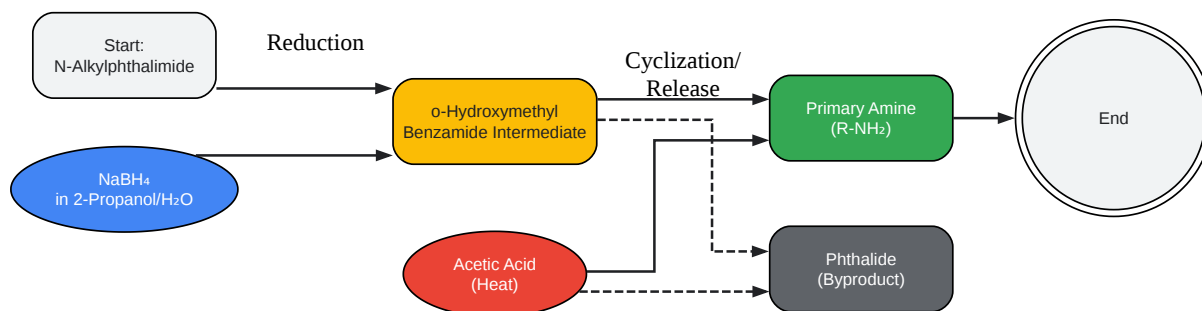 Start:
N-Alkylphthalimide
Reduction
NaBH₄
in 2-Propanol/H₂O
o-Hydroxymethyl
Benzamide Intermediate
Cyclization/
Release
Acetic Acid
(Heat)
Primary Amine
(R-NH₂)
Phthalide
(Byproduct)
End